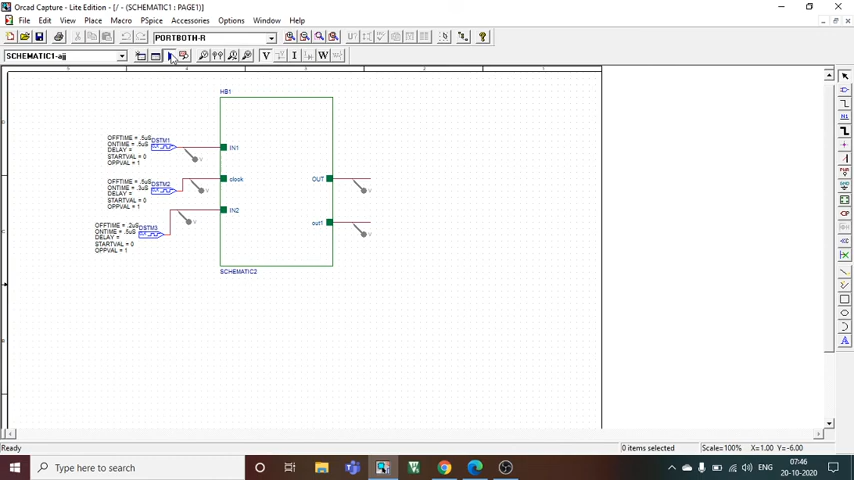 Orcad Capture - Lite Edition - [/ - (SCHEMATIC1 : PAGE1)]
File Edit View Place Macro PSpice Accessories Options Window Help
PORTBOTH-R
SCHEMATIC1-ajj
V I W
HB1
OFFTIME = .5uS
DSTM1
ONTIME = .5uS
DELAY =
STARTVAL = 0
OPPVAL = 1
IN1
V
OFFTIME = .5uS
DSTM2
ONTIME = .3uS
DELAY =
STARTVAL = 0
OPPVAL = 1
clock
V
OUT
V
IN2
OFFTIME = .2uS
DSTM3
ONTIME = .5uS
DELAY =
STARTVAL = 0
OPPVAL = 1
V
out1
V
SCHEMATIC2
Ready
0 items selected Scale=100% X=1.00 Y=-6.00
Type here to search
ENG
07:46
20-10-2020